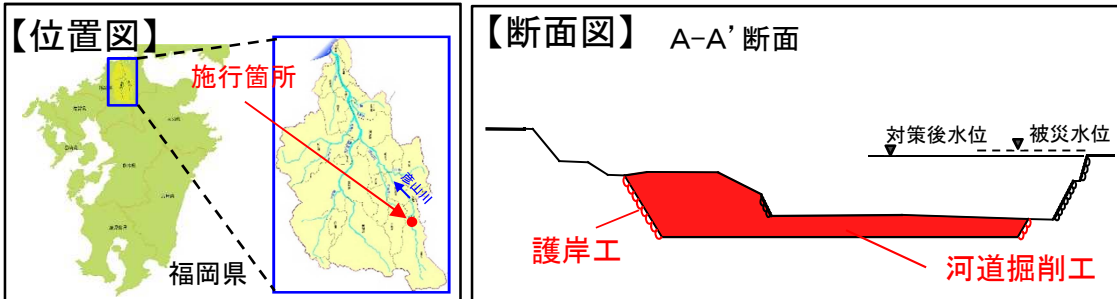 【位置図】
施行箇所
彦山川
福岡県
【断面図】 A-A’断面
対策後水位
被災水位
護岸工
河道掘削工